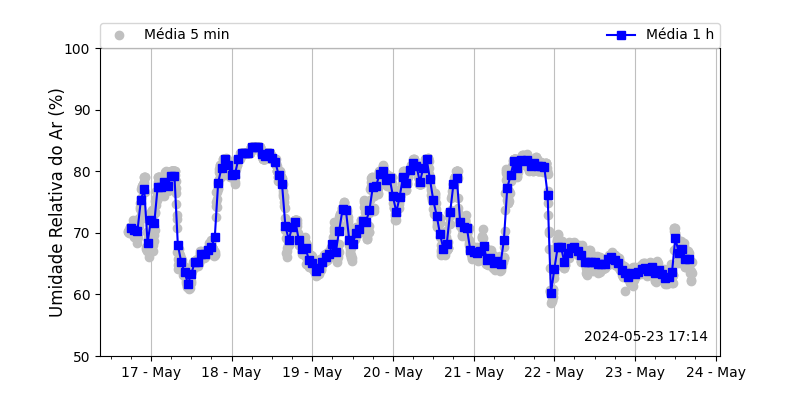 Média 5 min
Média 1 h
100
90
80
70
60
50
Umidade Relativa do Ar (%)
2024-05-23 17:14
17 - May
18 - May
19 - May
20 - May
21 - May
22 - May
23 - May
24 - May